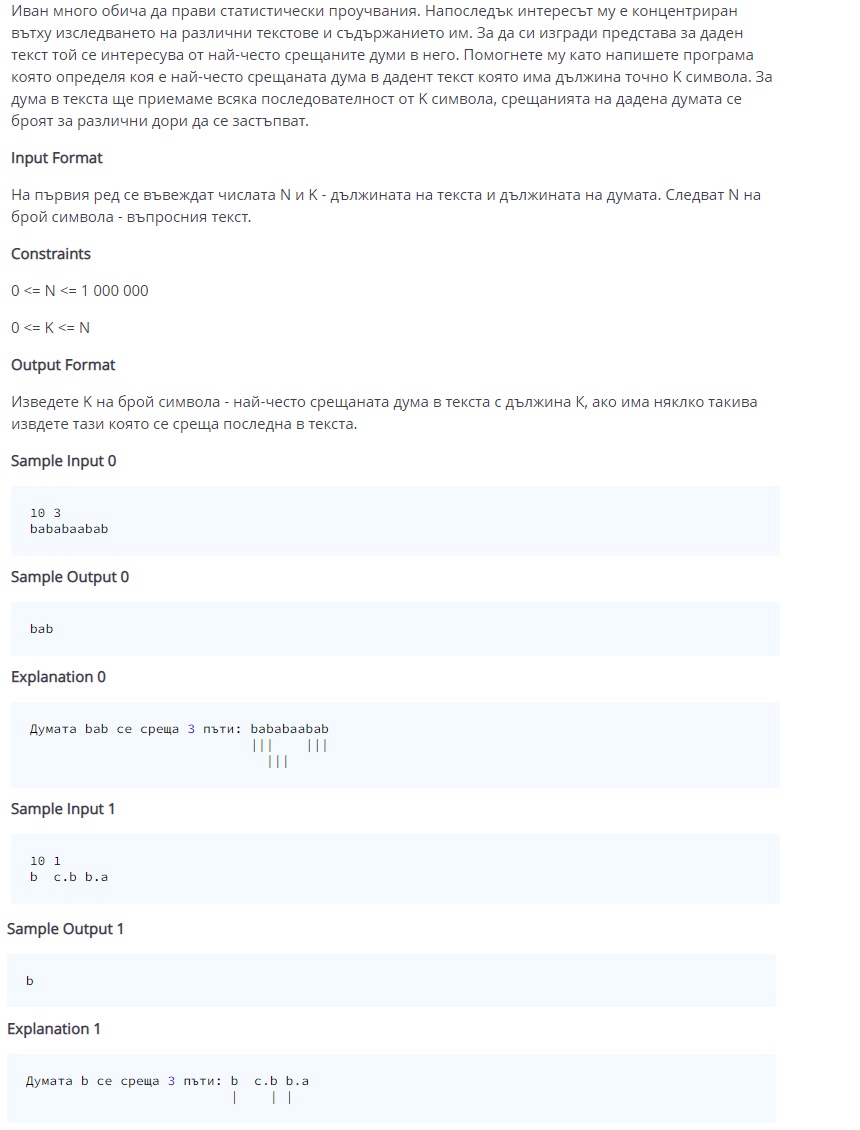 Иван много обича да прави статистически проучвания. Напоследък интересът му е концентриран
вътху изследването на различни текстове и съдържанието им. За да си изгради представа за даден
текст той се интересува от най-често срещаните думи в него. Помогнете му като напишете програма
която определя коя е най-често срещаната дума в дадент текст която има дължина точно K символа. За
дума в текста ще приемаме всяка последователност от K символа, срещанията на дадена думата се
броят за различни дори да се застъпват.
Input Format
На първия ред се въвеждат числата N и K - дължината на текста и дължината на думата. Следват N на
брой символа - въпросния текст.
Constraints
0 <= N <= 1 000 000
0 <= K <= N
Output Format
Изведете K на брой символа - най-често срещаната дума в текста с дължина K, ако има няклко такива
извдете тази която се среща последна в текста.
Sample Input 0
10 3
bababaabab
Sample Output 0
bab
Explanation 0
Думата bab се среща 3 пъти: bababaabab
|||    |||
|||
Sample Input 1
10 1
b  c.b b.a
Sample Output 1
b
Explanation 1
Думата b се среща 3 пъти: b  c.b b.a
|    | |